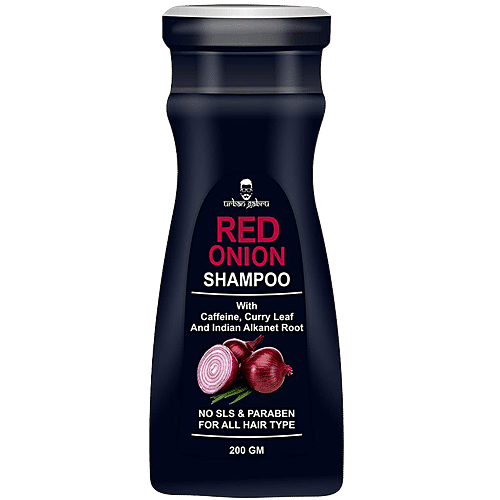 urban gabru
RED
ONION
SHAMPOO
With
Caffeine, Curry Leaf
And Indian Alkanet Root
NO SLS & PARABEN
FOR ALL HAIR TYPE
200 GM